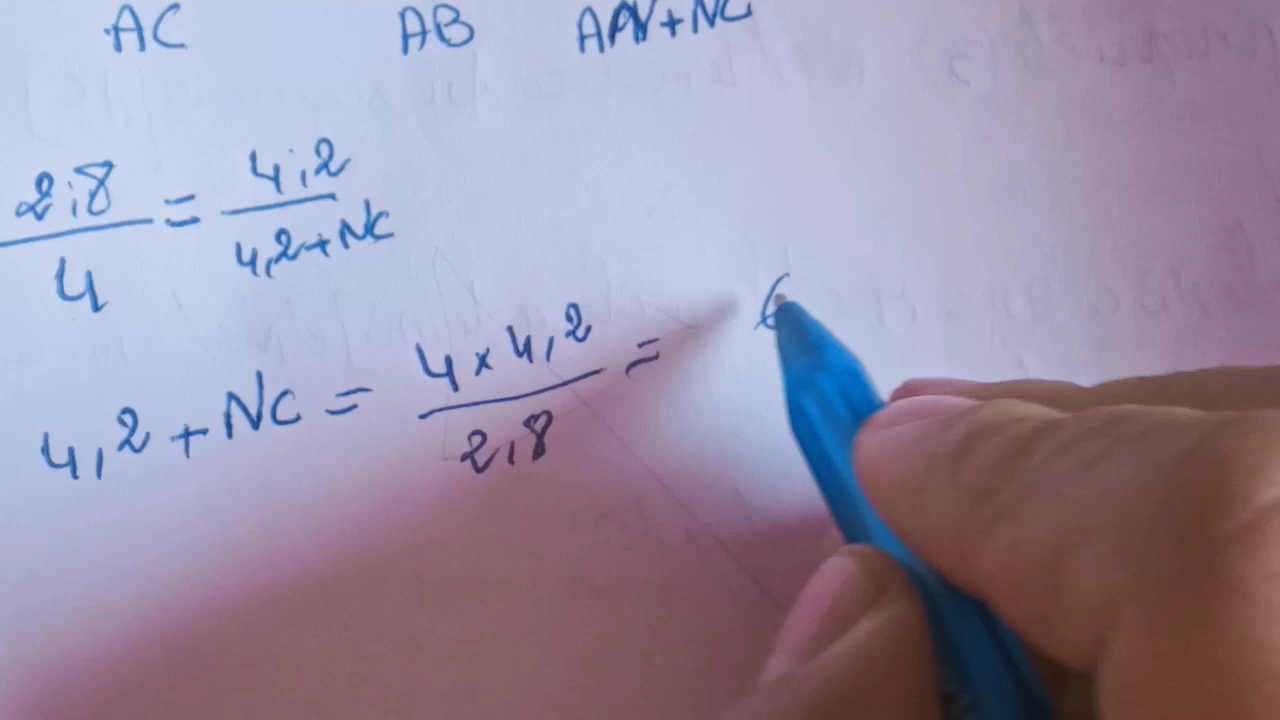 AC AB AN+NC
2,8 / 4 = 4,2 / 4,2+NC
4,2 + NC = 4 × 4,2 / 2,8 = 6